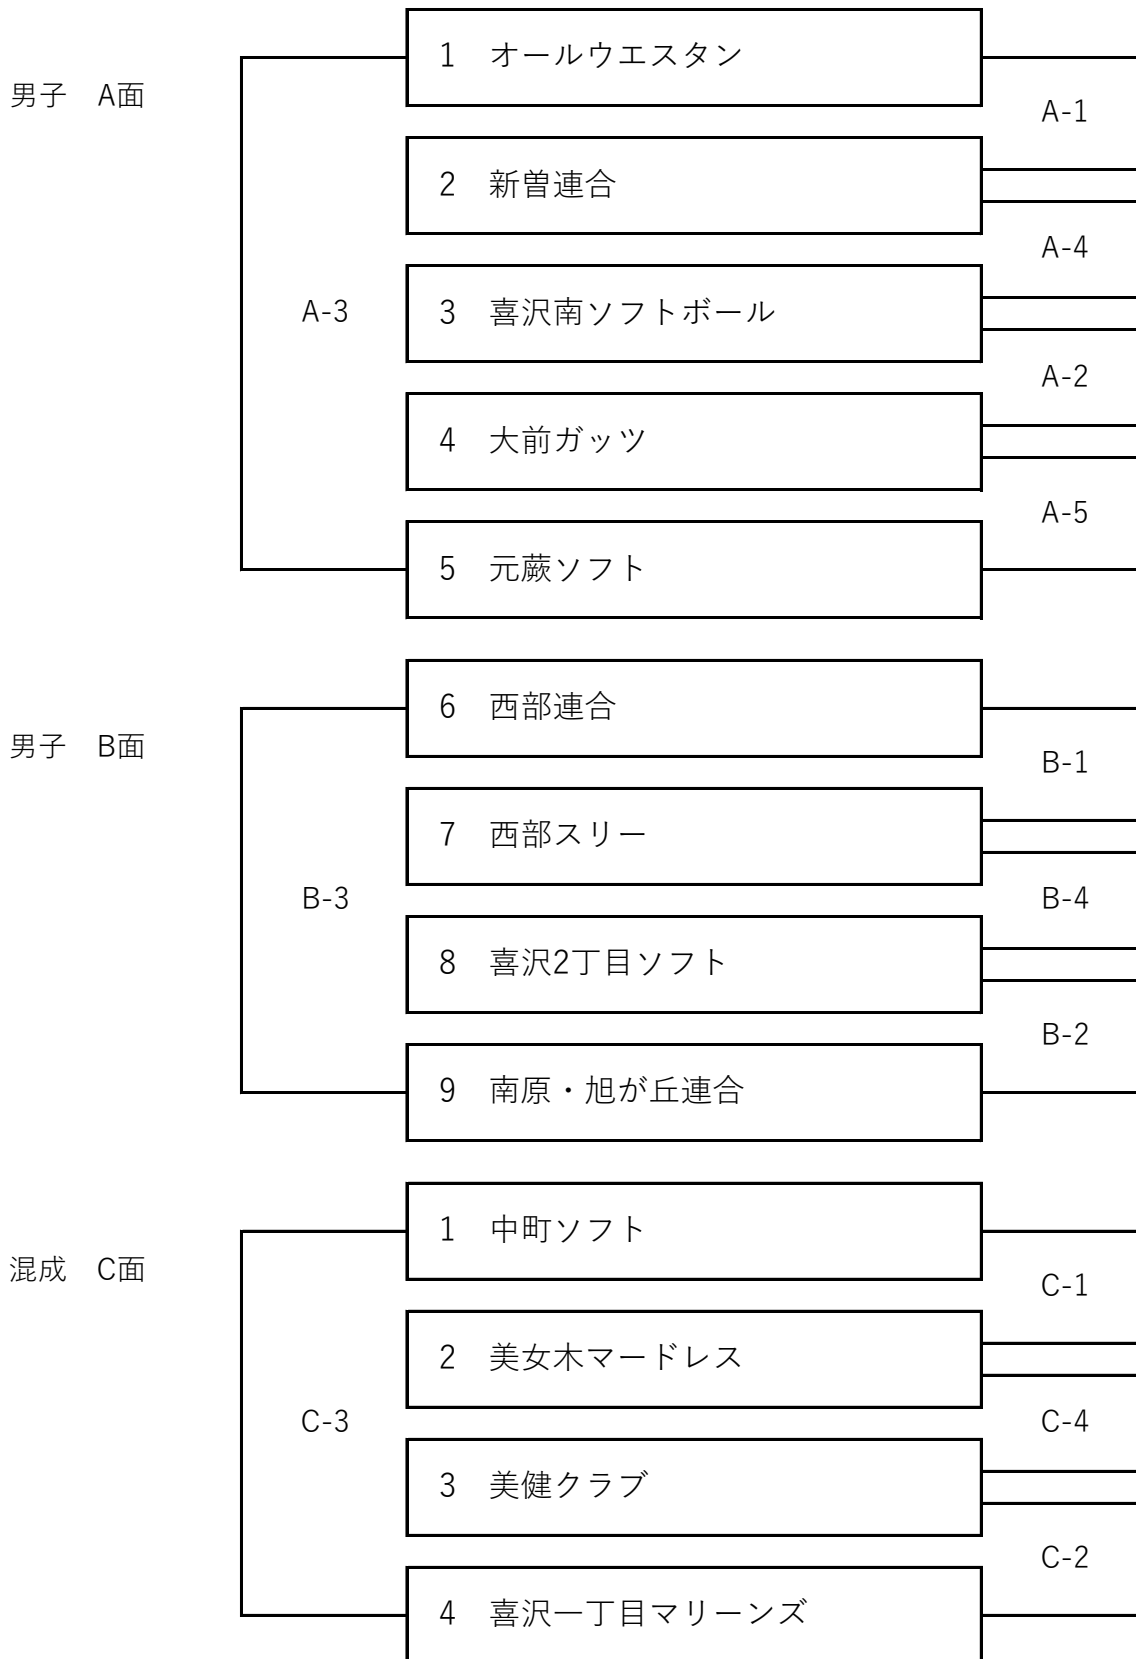 1 オールウエスタン
男子 A面
A-1
2 新曽連合
A-4
A-3
3 喜沢南ソフトボール
A-2
4 大前ガッツ
A-5
5 元蕨ソフト
6 西部連合
男子 B面
B-1
7 西部スリー
B-3
B-4
8 喜沢2丁目ソフト
B-2
9 南原・旭が丘連合
1 中町ソフト
混成 C面
C-1
2 美女木マードレス
C-3
C-4
3 美健クラブ
C-2
4 喜沢一丁目マリーンズ